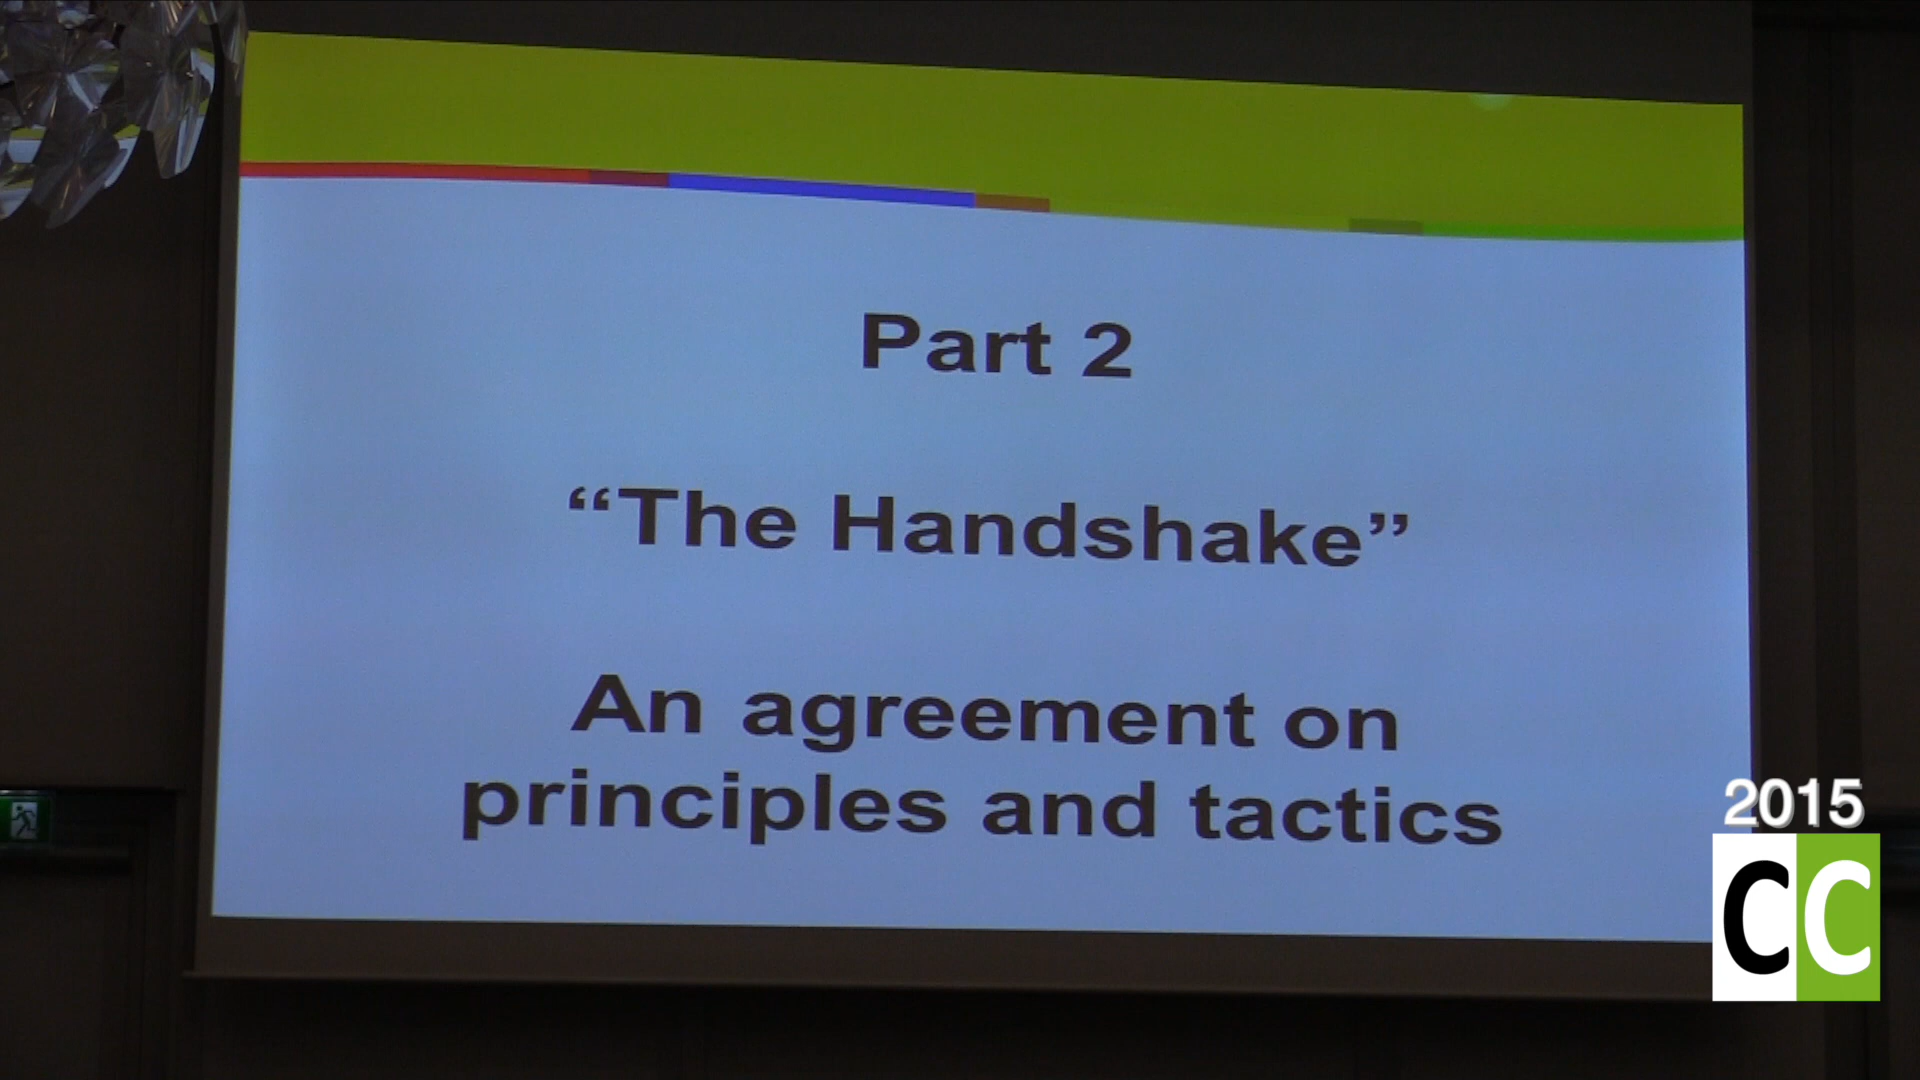 Part 2
“The Handshake”
An agreement on
principles and tactics
2015
CC